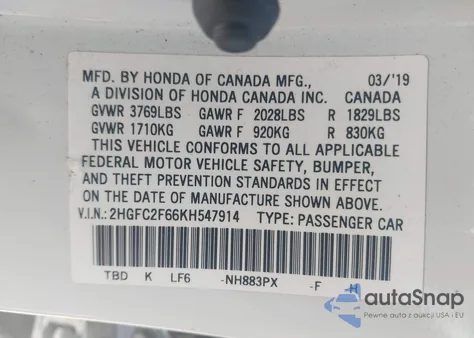 MFD. BY HONDA OF CANADA MFG., 03/'19
A DIVISION OF HONDA CANADA INC. CANADA
GVWR 3769LBS GAWR F 2028LBS R 1829LBS
GVWR 1710KG GAWR F 920KG R 830KG
THIS VEHICLE CONFORMS TO ALL APPLICABLE
FEDERAL MOTOR VEHICLE SAFETY, BUMPER,
AND THEFT PREVENTION STANDARDS IN EFFECT
ON THE DATE OF MANUFACTURE SHOWN ABOVE.
V.I.N.: 2HGFC2F66KH547914 TYPE: PASSENGER CAR
TBD K LF6 -NH883PX -F H
autoSnap
Pewne auta z aukcji USA i EU